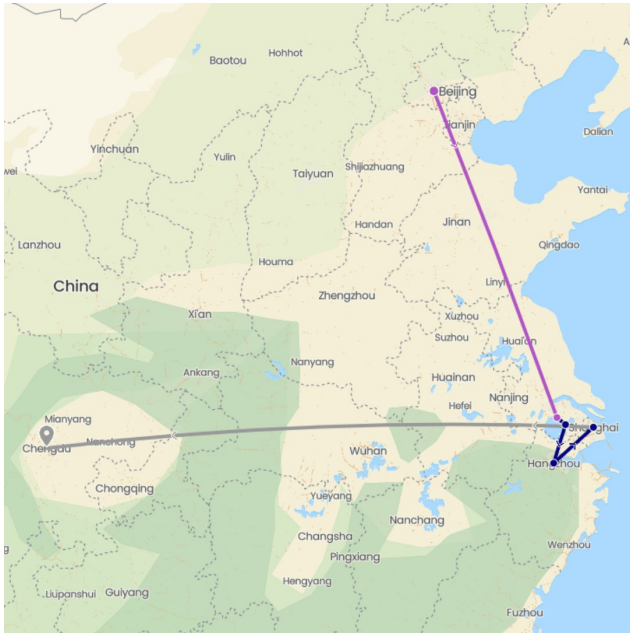 Hohhot
Baotou
Beijing
Tianjin
Dalian
Yinchuan
Yulin
Taiyuan
Shijiazhuang
wei
Yantai
Handan
Jinan
Lanzhou
Qingdao
Houma
China
Linyi
Zhengzhou
Xi'an
Xuzhou
Suzhou
Huai'an
Nanyang
Ankang
Huainan
Nanjing
Hefei
Mianyang
Shanghai
Chengdu
Nanchong
Wuhan
Hangzhou
Chongqing
Yueyang
Nanchang
Changsha
Wenzhou
Pingxiang
g
Hengyang
Liupanshui
Guiyang
Fuzhou